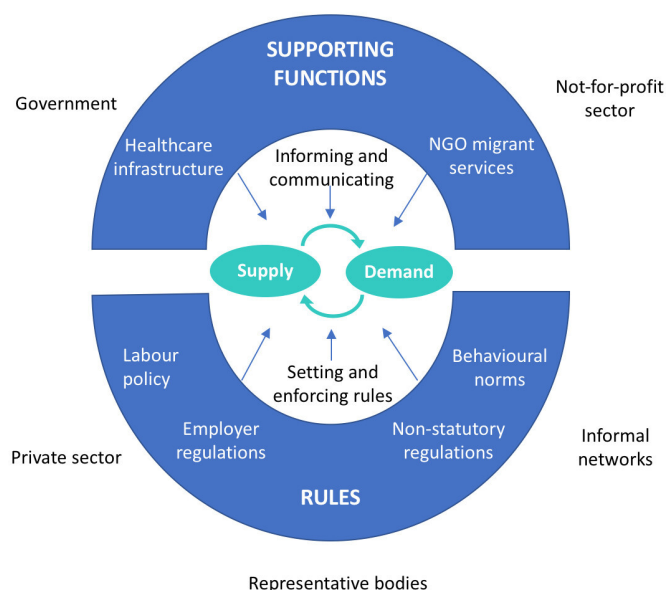 SUPPORTING
FUNCTIONS
Government
Not-for-profit
sector
Healthcare
infrastructure
Informing and
communicating
NGO migrant
services
Supply
Demand
Labour
policy
Setting and
enforcing rules
Behavioural
norms
Employer
regulations
Non-statutory
regulations
Private sector
Informal
networks
RULES
Representative bodies